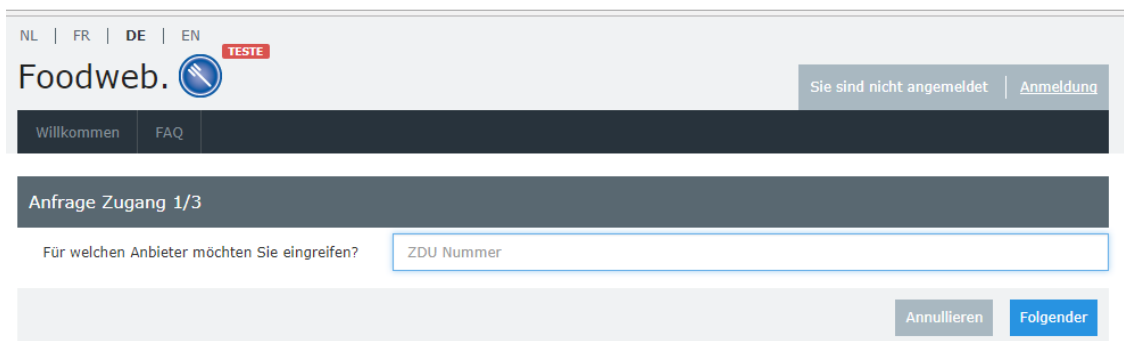 NL | FR | DE | EN
TESTE
Foodweb.
Sie sind nicht angemeldet | Anmeldung
Willkommen FAQ
Anfrage Zugang 1/3
Für welchen Anbieter möchten Sie eingreifen? ZDU Nummer
Annullieren Folgender